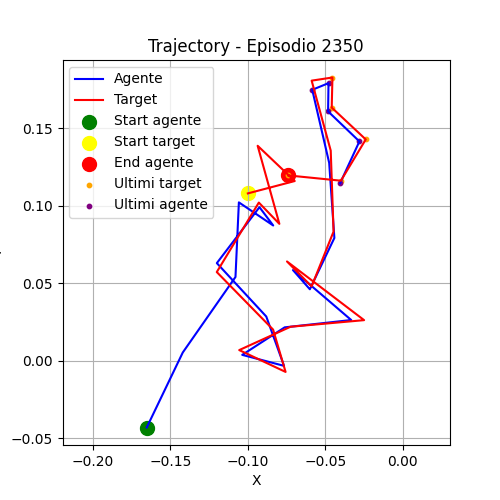 Trajectory - Episodio 2350
Agente
Target
Start agente
Start target
End agente
Ultimi target
Ultimi agente
0.15
0.10
0.05
0.00
−0.05
−0.20
−0.15
−0.10
−0.05
0.00
X